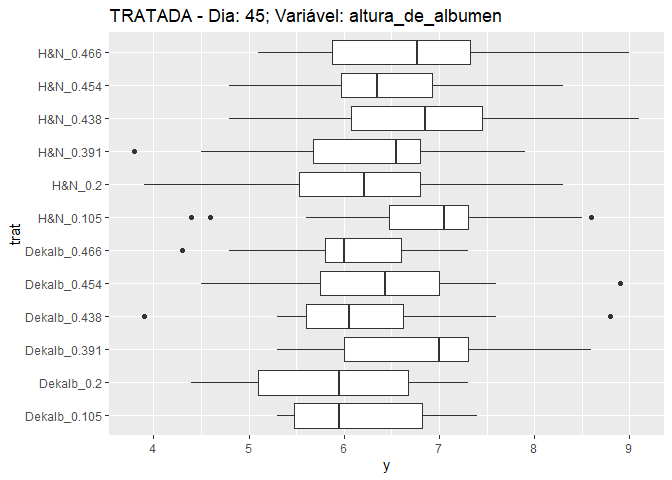 TRATADA - Dia: 45; Variável: altura_de_albumen
trat
H&N_0.466
H&N_0.454
H&N_0.438
H&N_0.391
H&N_0.2
H&N_0.105
Dekalb_0.466
Dekalb_0.454
Dekalb_0.438
Dekalb_0.391
Dekalb_0.2
Dekalb_0.105
4 5 6 7 8 9
y